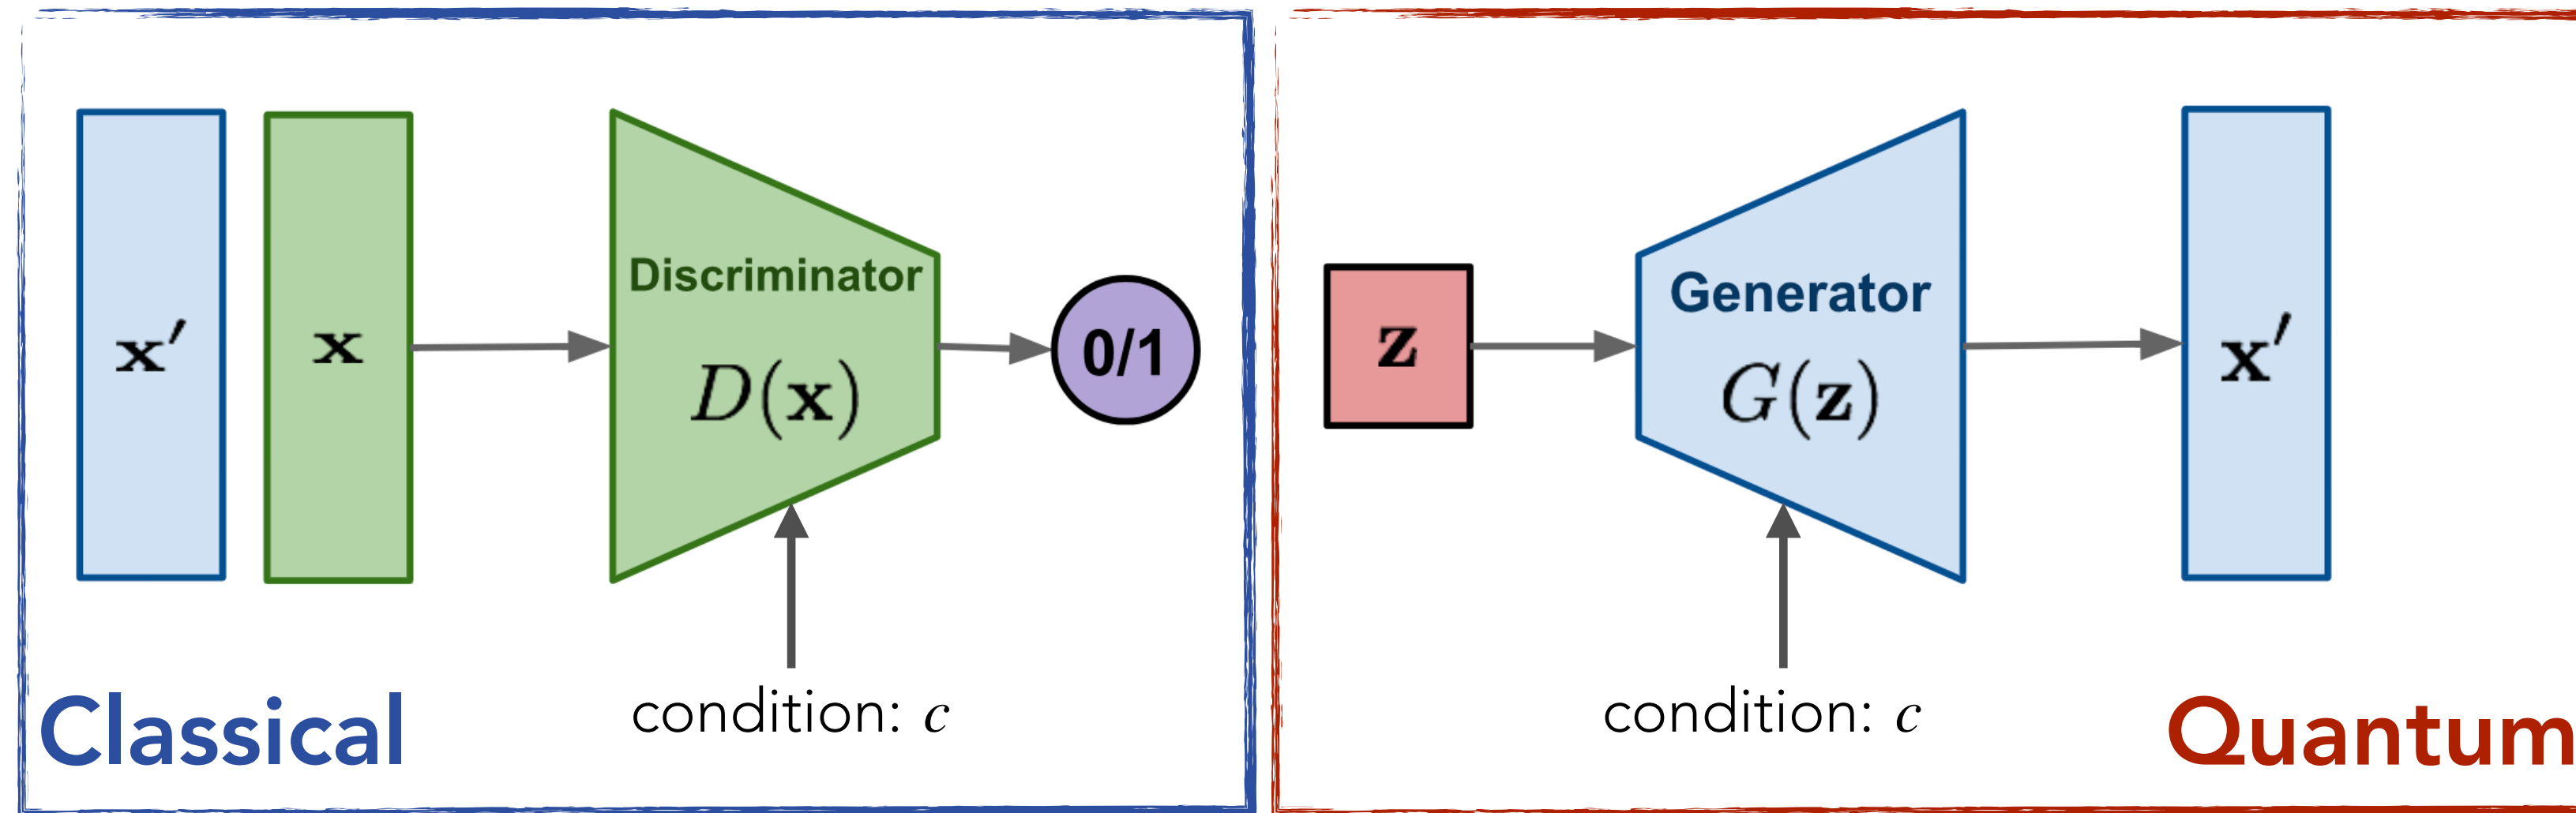 x′
x
Discriminator
D(x)
0/1
condition: c
Classical
z
Generator
G(z)
x′
condition: c
Quantum